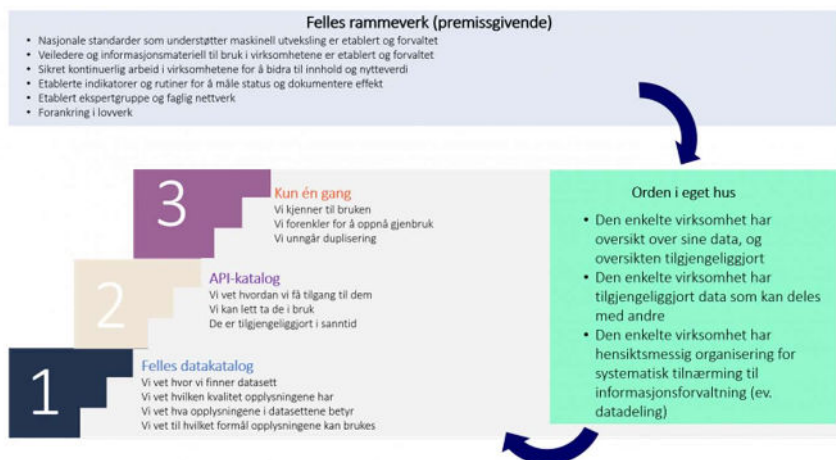 Felles rammeverk (premissgivende)
• Nasjonale standarder som understøtter maskinell utveksling er etablert og forvaltet
• Veiledere og informasjonsmateriell til bruk i virksomhetene er etablert og forvaltet
• Sikret kontinuerlig arbeid i virksomhetene for å bidra til innhold og nytteverdi
• Etablerte indikatorer og rutiner for å måle status og dokumentere effekt
• Etablert ekspertgruppe og faglig nettverk
• Forankring i lovverk
3
Kun én gang
Vi kjenner til bruken
Vi forenkler for å oppnå gjenbruk
Vi unngår duplisering
2
API-katalog
Vi vet hvordan vi få tilgang til dem
Vi kan lett ta de i bruk
De er tilgjengeliggjort i sanntid
1
Felles datakatalog
Vi vet hvor vi finner datasett
Vi vet hvilken kvalitet opplysningene har
Vi vet hva opplysningene i datasettene betyr
Vi vet til hvilket formål opplysningene kan brukes
Orden i eget hus
• Den enkelte virksomhet har
oversikt over sine data, og
oversikten tilgjengeliggjort
• Den enkelte virksomhet har
tilgjengeliggjort data som kan deles
med andre
• Den enkelte virksomhet har
hensiktsmessig organisering for
systematisk tilnærming til
informasjonsforvaltning (ev.
datadeling)